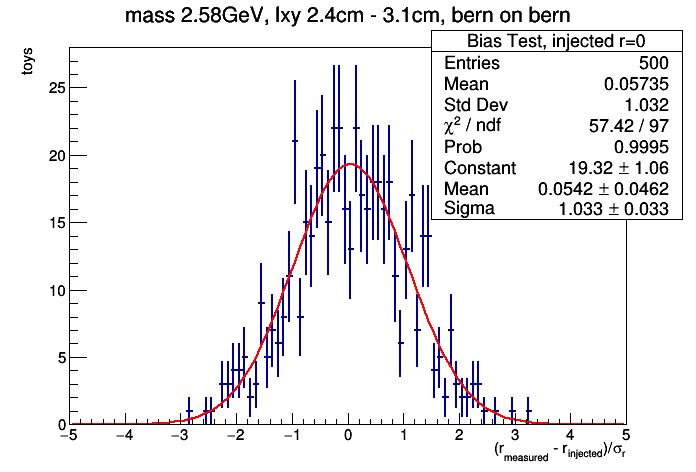 mass 2.58GeV, lxy 2.4cm - 3.1cm, bern on bern
Bias Test, injected r=0
Entries 500
Mean 0.05735
Std Dev 1.032
χ² / ndf 57.42 / 97
Prob 0.9995
Constant 19.32 ± 1.06
Mean 0.0542 ± 0.0462
Sigma 1.033 ± 0.033
toys
25
20
15
10
5
0
−5 −4 −3 −2 −1 0 1 2 3 4 5
(r_measured - r_injected)/σ_r